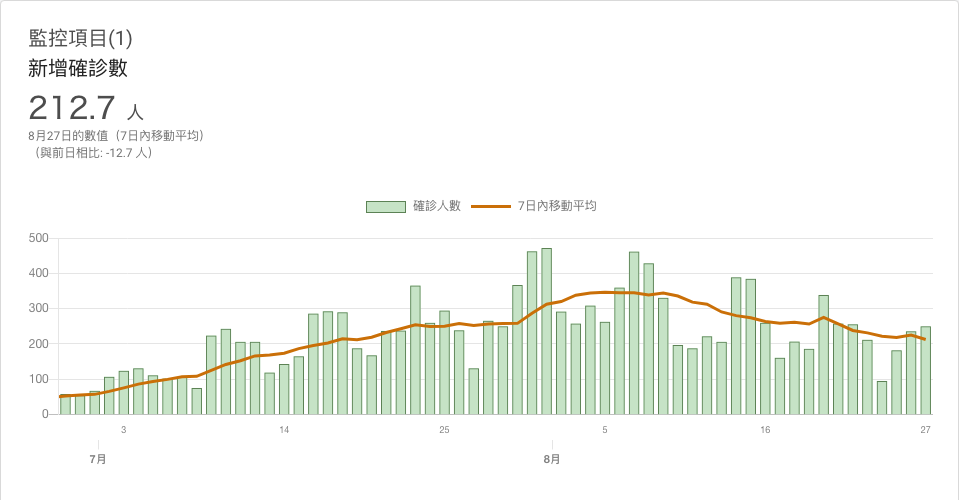 監控項目(1)
新增確診數
212.7 人
8月27日的數值（7日內移動平均）
（與前日相比: -12.7 人）
確診人數 7日內移動平均
500
400
300
200
100
0
3 14 25 5 16 27
7月 8月